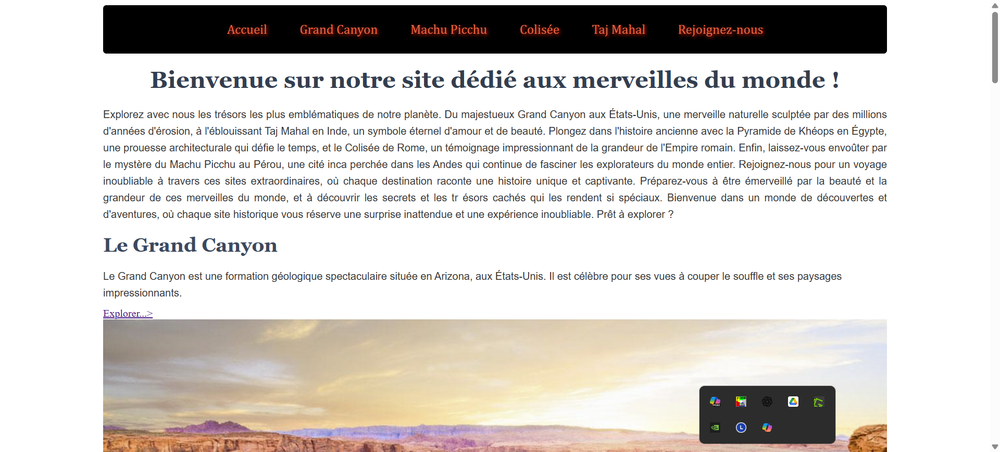 Accueil Grand Canyon Machu Picchu Colisée Taj Mahal Rejoignez-nous
Bienvenue sur notre site dédié aux merveilles du monde !
Explorez avec nous les trésors les plus emblématiques de notre planète. Du majestueux Grand Canyon aux États-Unis, une merveille naturelle sculptée par des millions
d'années d'érosion, à l'éblouissant Taj Mahal en Inde, un symbole éternel d'amour et de beauté. Plongez dans l'histoire ancienne avec la Pyramide de Khéops en Égypte,
une prouesse architecturale qui défie le temps, et le Colisée de Rome, un témoignage impressionnant de la grandeur de l'Empire romain. Enfin, laissez-vous envoûter par
le mystère du Machu Picchu au Pérou, une cité inca perchée dans les Andes qui continue de fasciner les explorateurs du monde entier. Rejoignez-nous pour un voyage
inoubliable à travers ces sites extraordinaires, où chaque destination raconte une histoire unique et captivante. Préparez-vous à être émerveillé par la beauté et la
grandeur de ces merveilles du monde, et à découvrir les secrets et les tr ésors cachés qui les rendent si spéciaux. Bienvenue dans un monde de découvertes et
d'aventures, où chaque site historique vous réserve une surprise inattendue et une expérience inoubliable. Prêt à explorer ?
Le Grand Canyon
Le Grand Canyon est une formation géologique spectaculaire située en Arizona, aux États-Unis. Il est célèbre pour ses vues à couper le souffle et ses paysages
impressionnants.
Explorer...>
M365
L